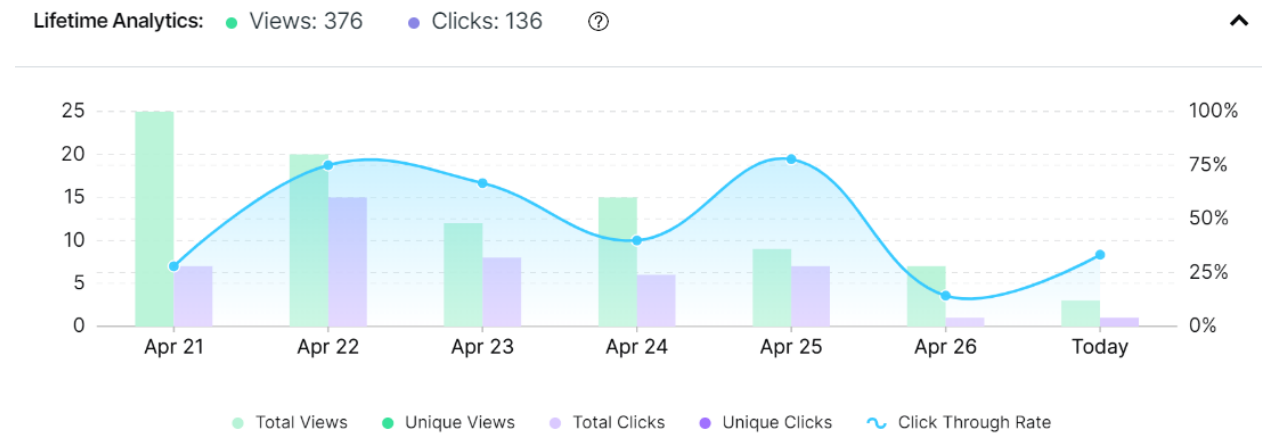 Lifetime Analytics: Views: 376 Clicks: 136 ?
25 100%
20 75%
15
10 50%
5 25%
0 0%
Apr 21 Apr 22 Apr 23 Apr 24 Apr 25 Apr 26 Today
Total Views Unique Views Total Clicks Unique Clicks Click Through Rate